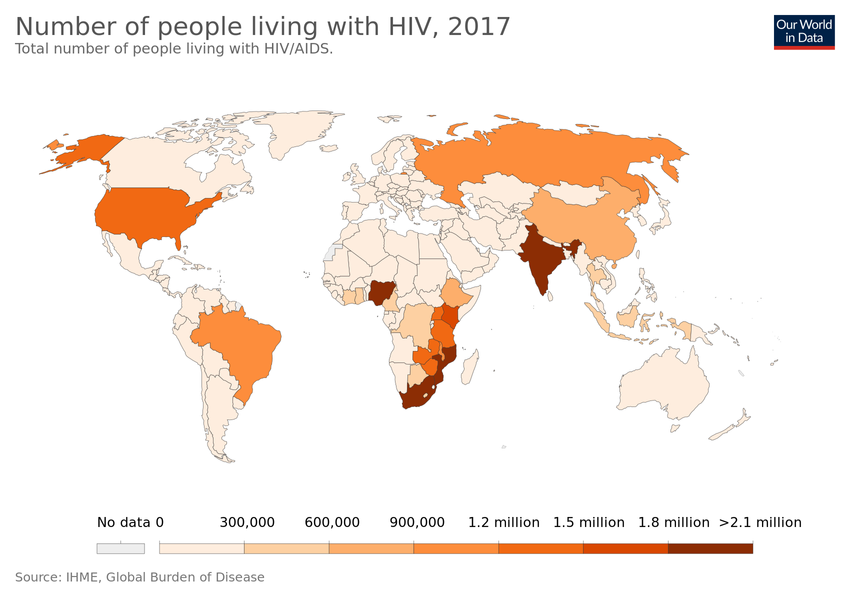 Number of people living with HIV, 2017
Total number of people living with HIV/AIDS.
Our World
in Data
No data 0 300,000 600,000 900,000 1.2 million 1.5 million 1.8 million >2.1 million
Source: IHME, Global Burden of Disease